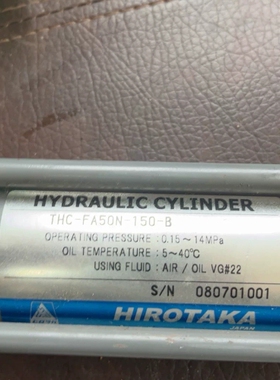 HYDRAULIC CYLINDER
THC-FA50N-150-B
OPERATING PRESSURE : 0.15~14MPa
OIL TEMPERATURE : 5~40℃
USING FLUID : AIR / OIL VG#22
S/N 080701001
HIROTAKA
JAPAN